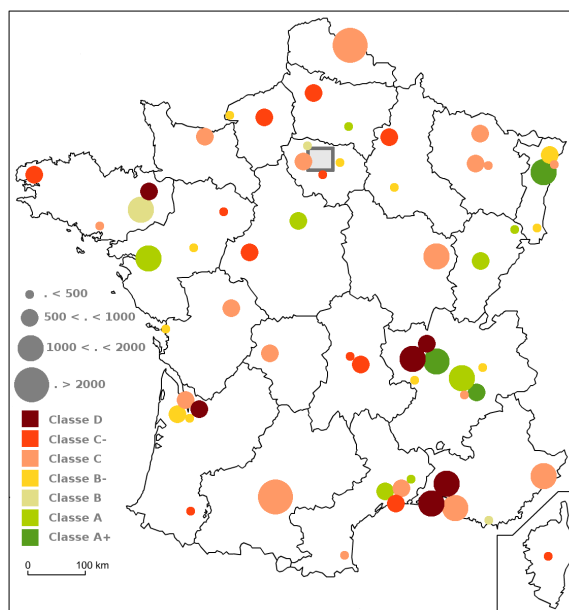 . < 500
500 < . < 1000
1000 < . < 2000
. > 2000
Classe D
Classe C-
Classe C
Classe B-
Classe B
Classe A
Classe A+
0 100 km